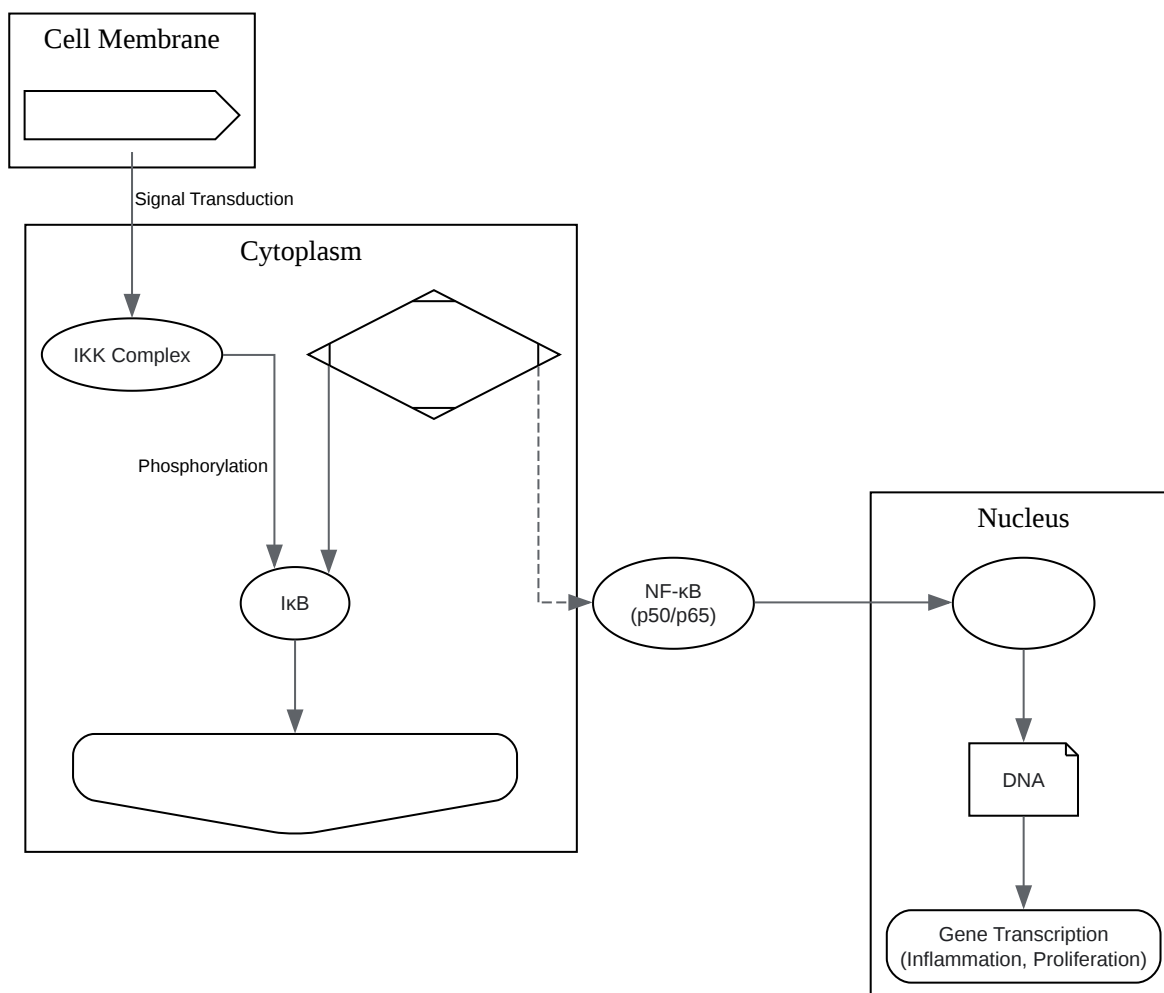 Cell Membrane
Signal Transduction
Cytoplasm
IKK Complex
Phosphorylation
IκB
NF-κB
(p50/p65)
Nucleus
DNA
Gene Transcription
(Inflammation, Proliferation)